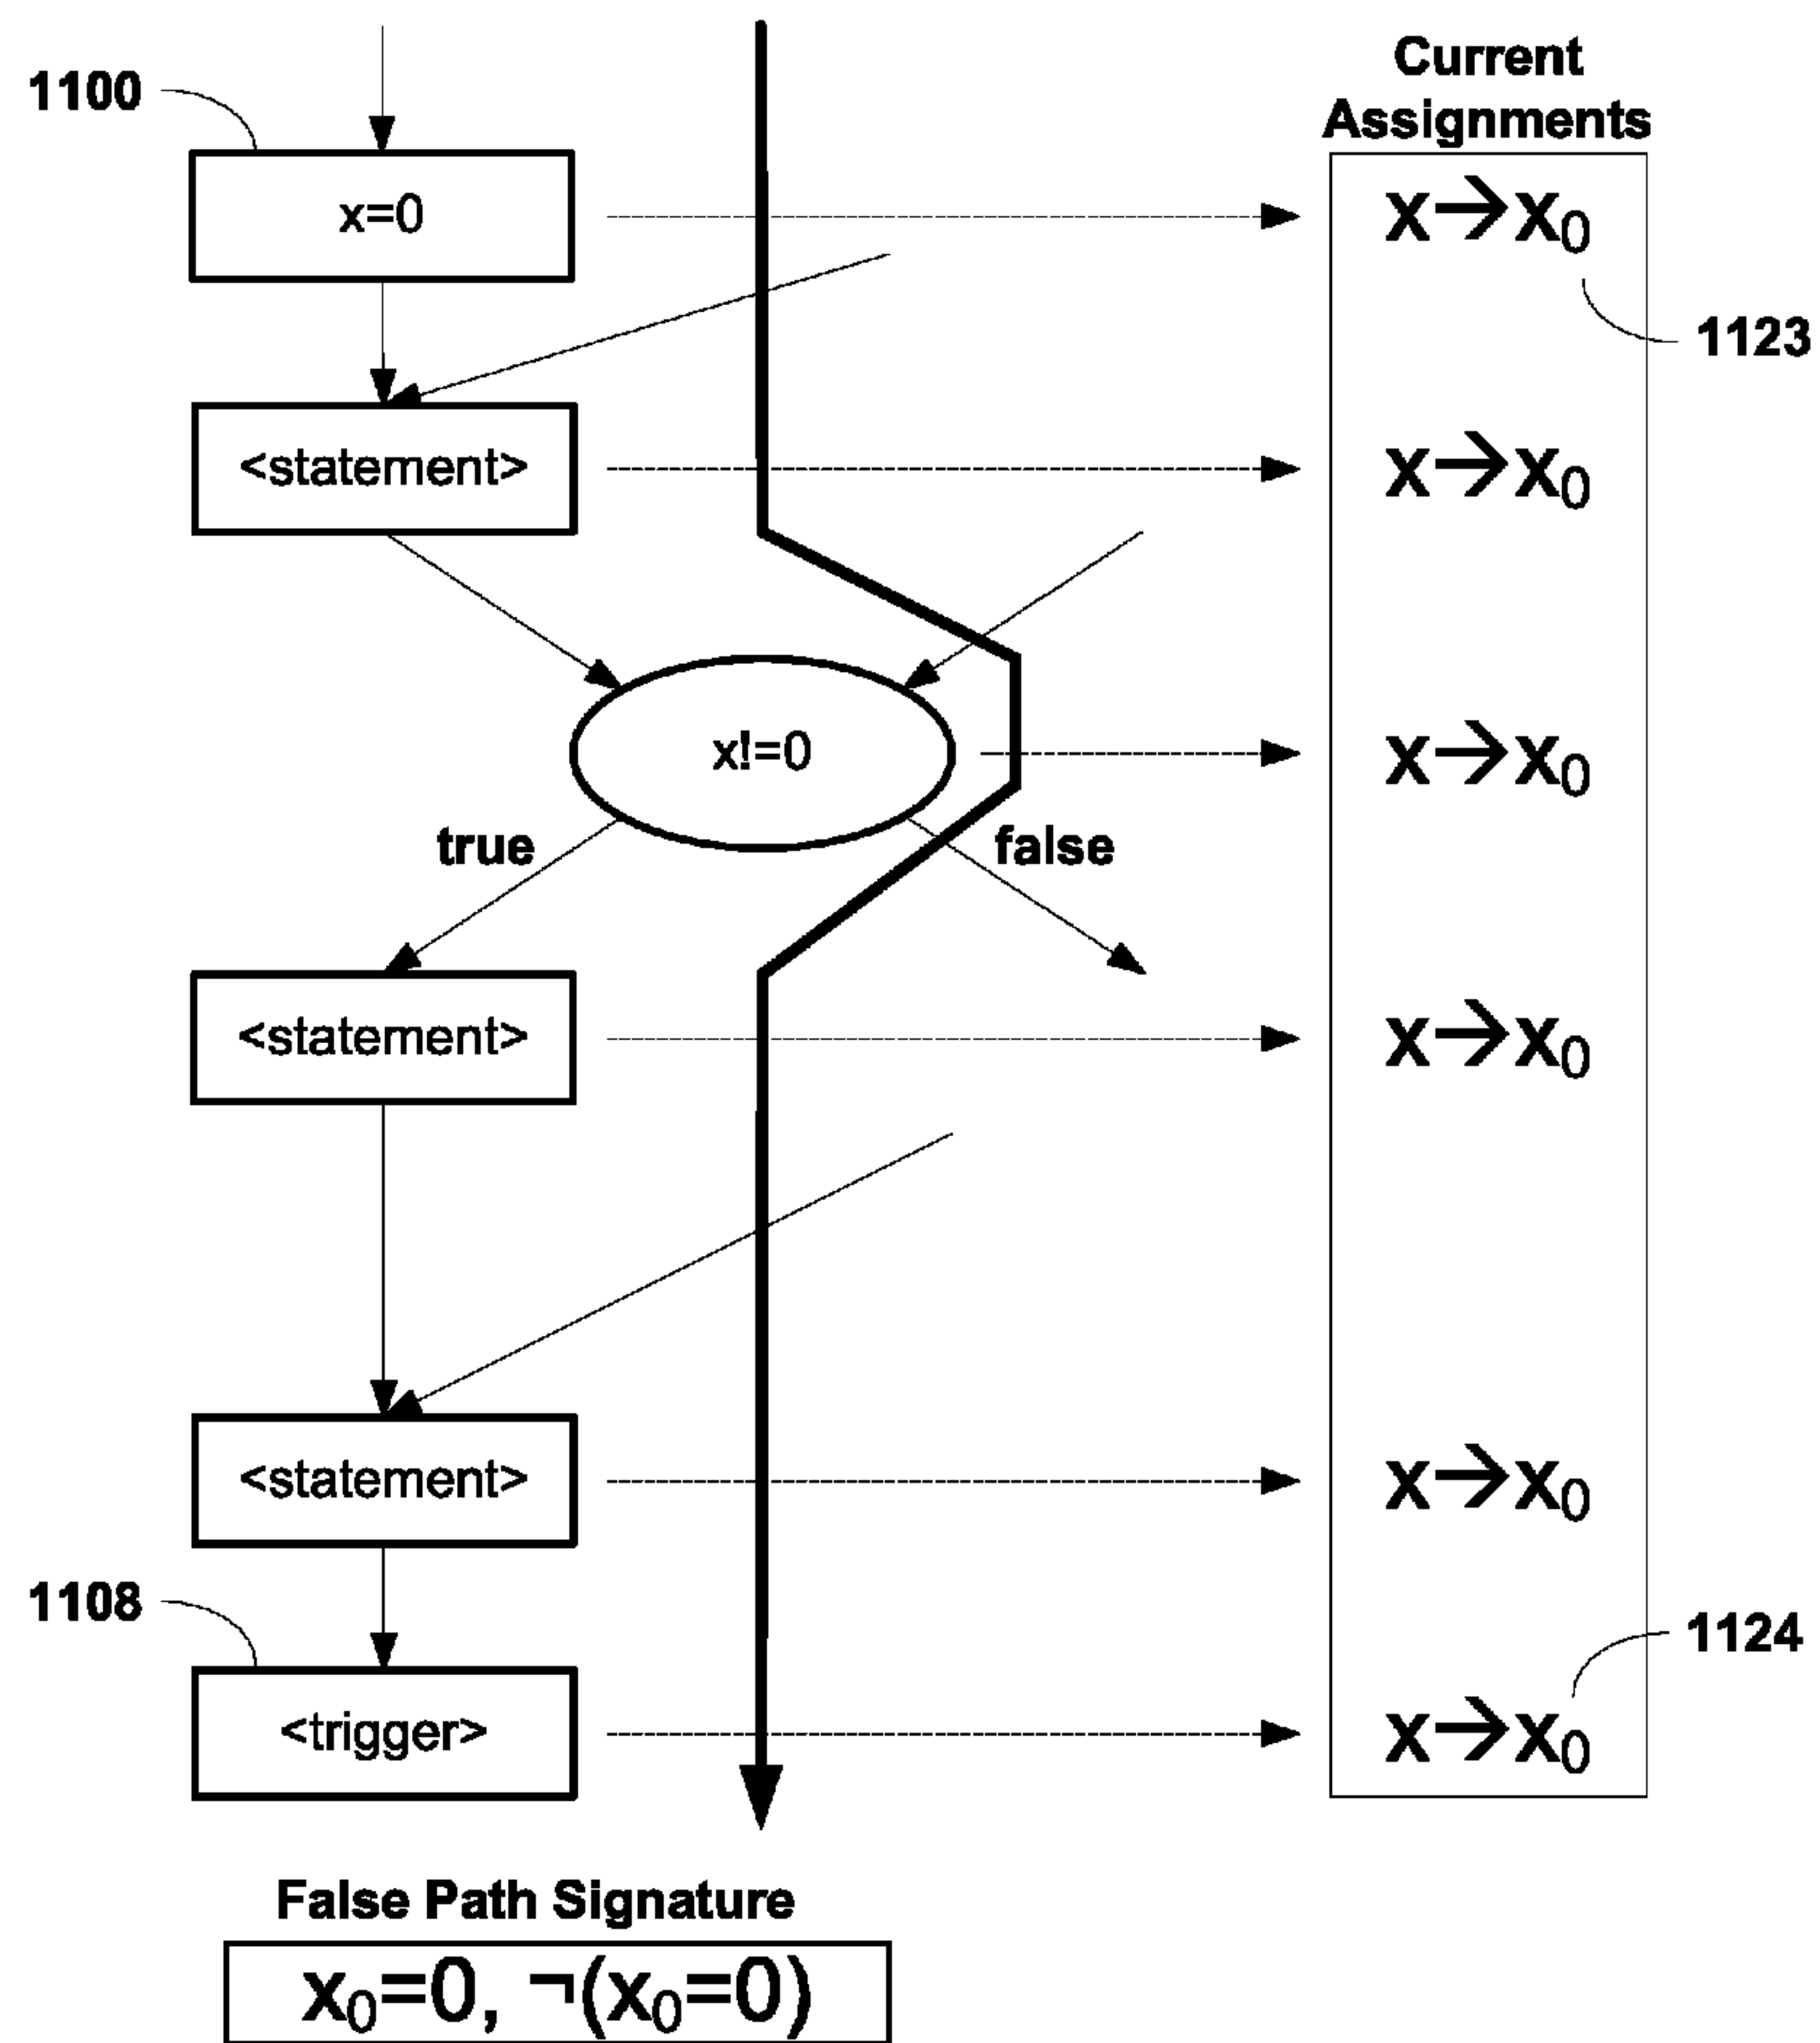 Current
Assignments
1100
x=0
x→x₀
1123
<statement>
x→x₀
x!=0
x→x₀
true
false
<statement>
x→x₀
<statement>
x→x₀
1108
<trigger>
1124
x→x₀
False Path Signature
x₀=0, ¬(x₀=0)